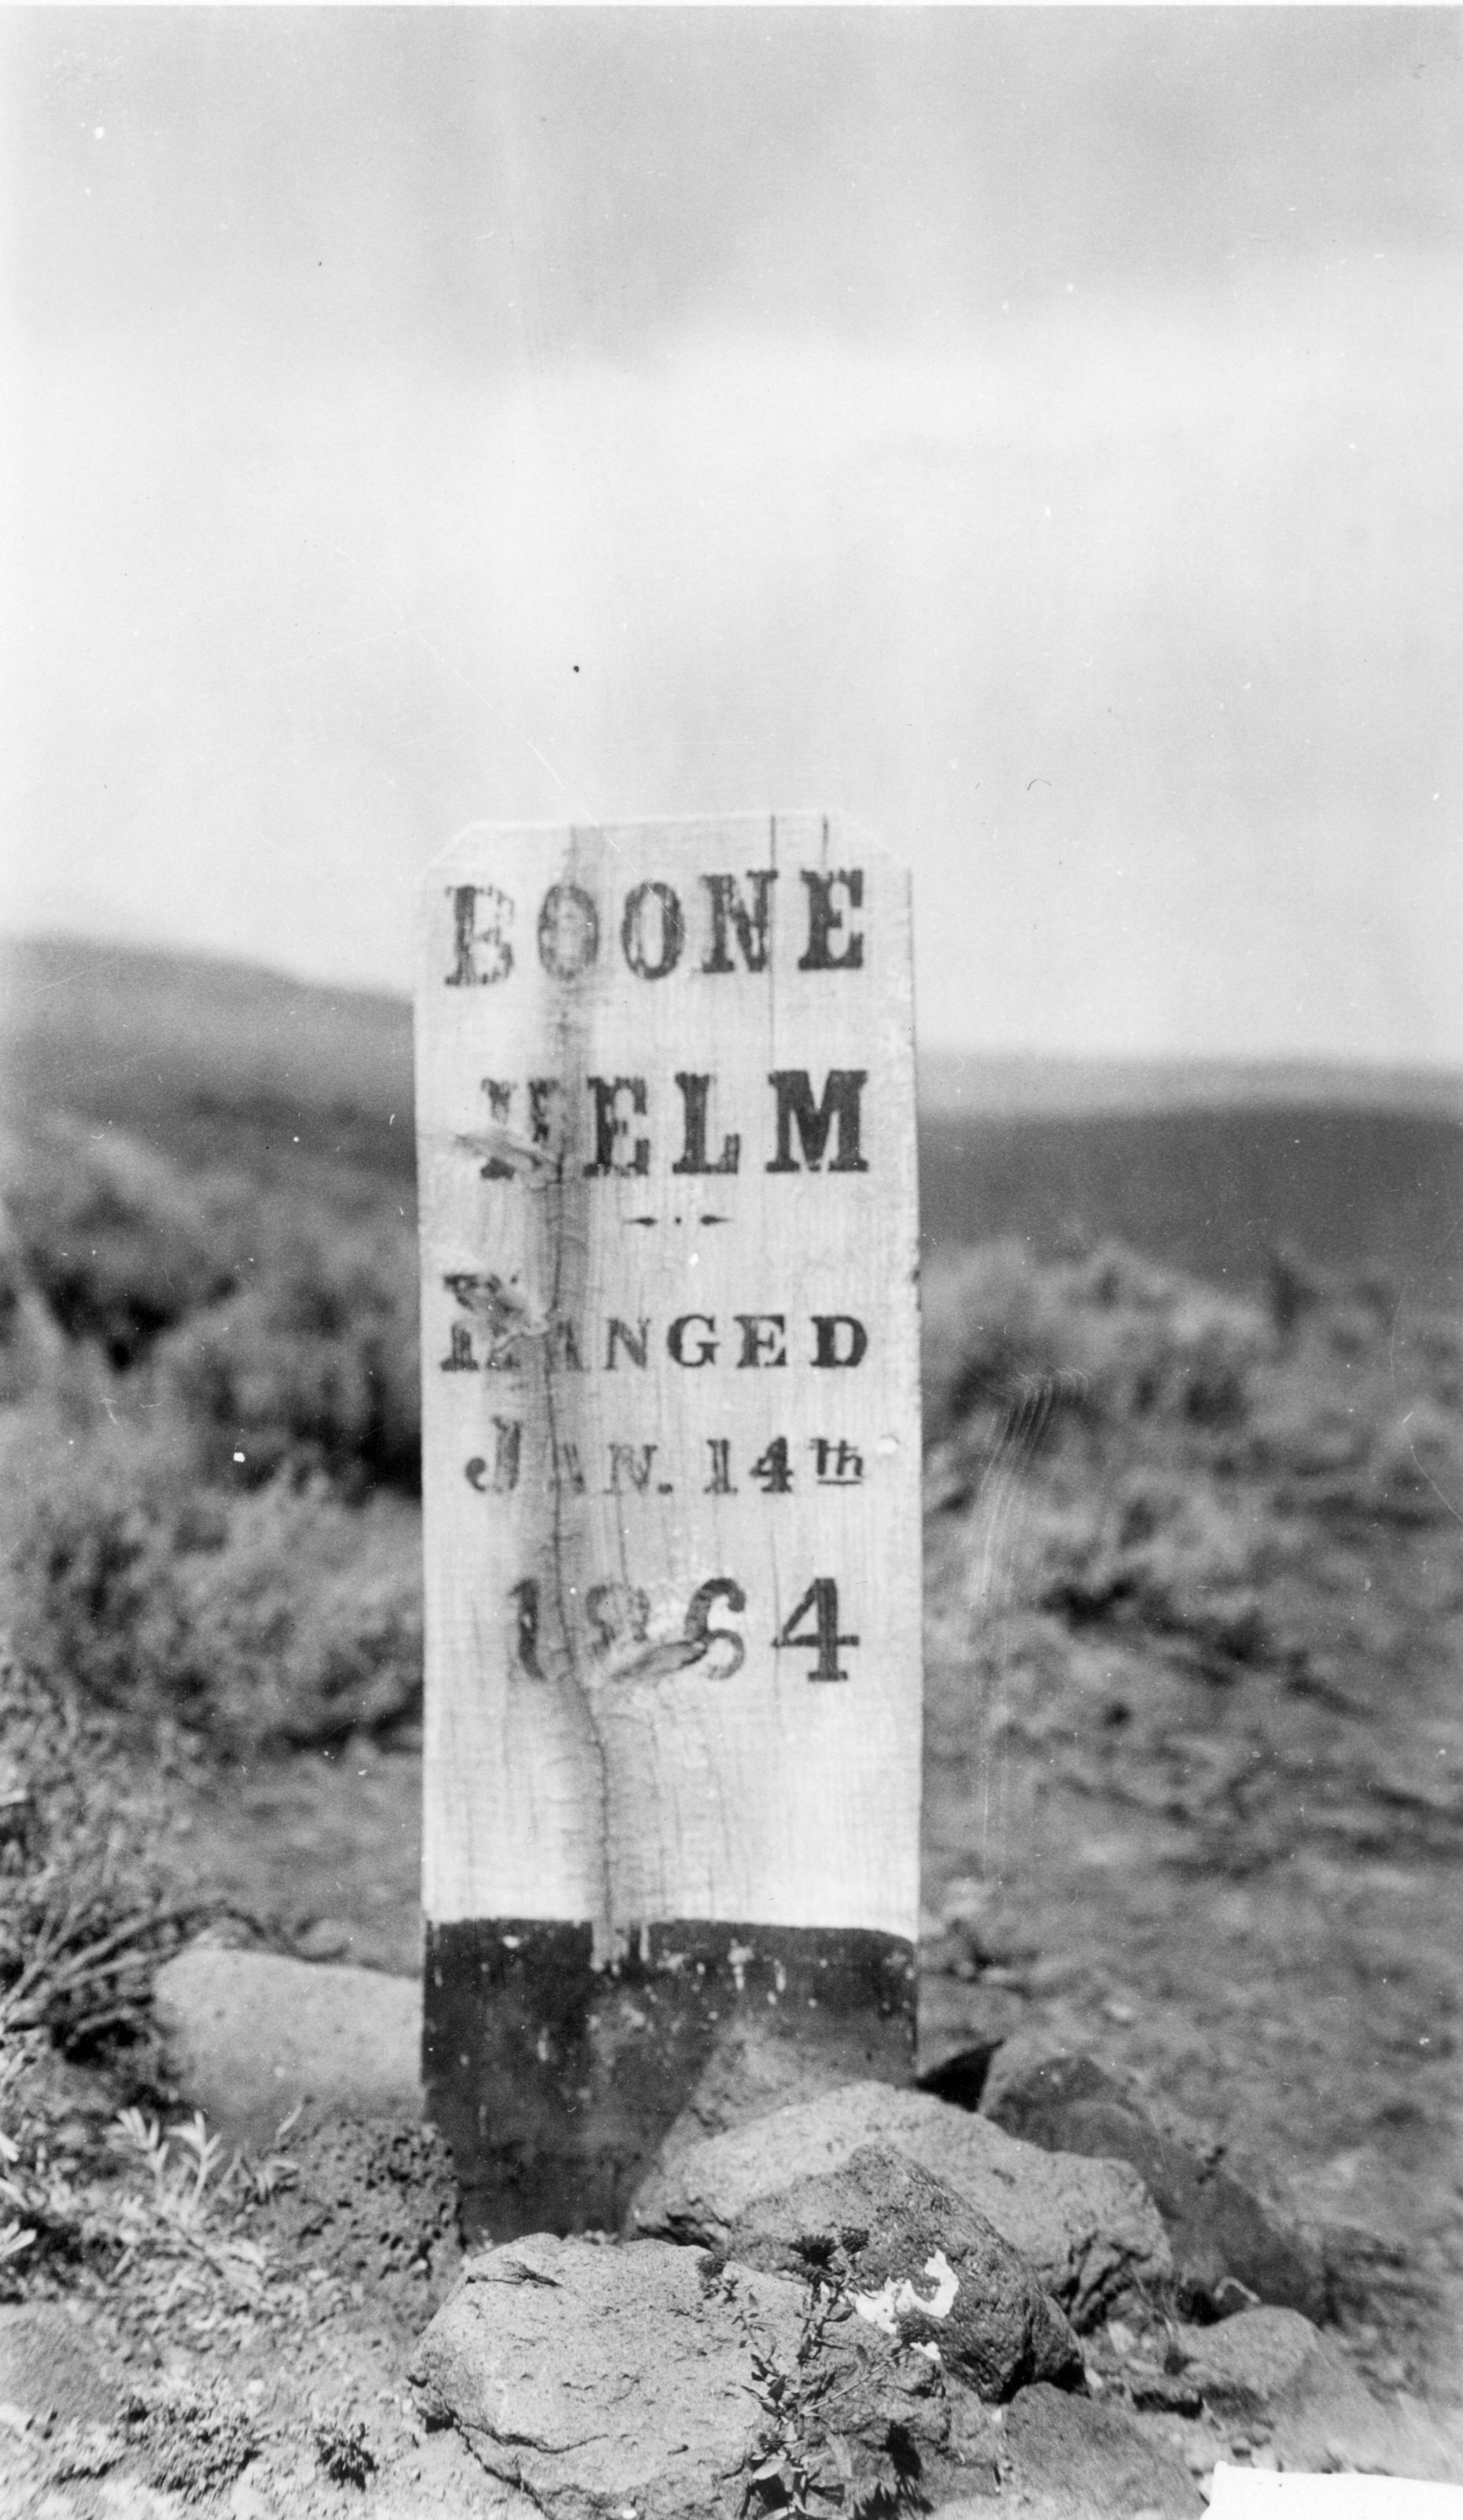 BOONE
HELM
HANGED
JAN. 14th
1864